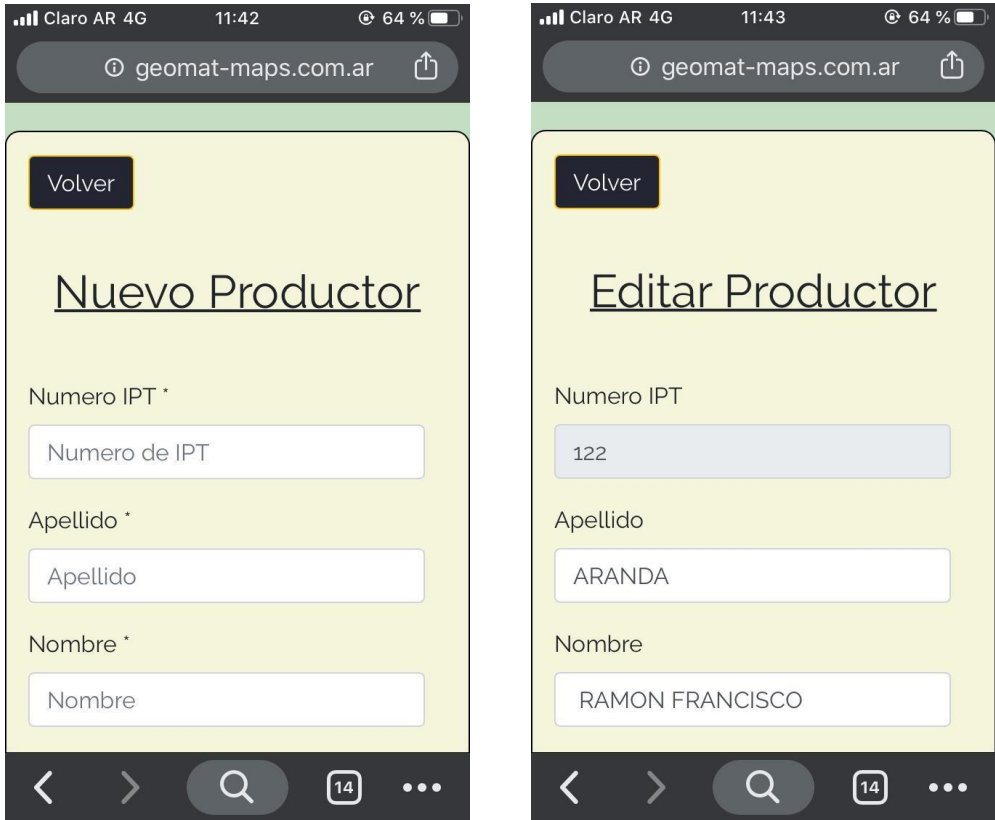 Claro AR 4G 11:42 64 %
geomat-maps.com.ar
Volver
Nuevo Productor
Numero IPT *
Numero de IPT
Apellido *
Apellido
Nombre *
Nombre
14
Claro AR 4G 11:43 64 %
geomat-maps.com.ar
Volver
Editar Productor
Numero IPT
122
Apellido
ARANDA
Nombre
RAMON FRANCISCO
14